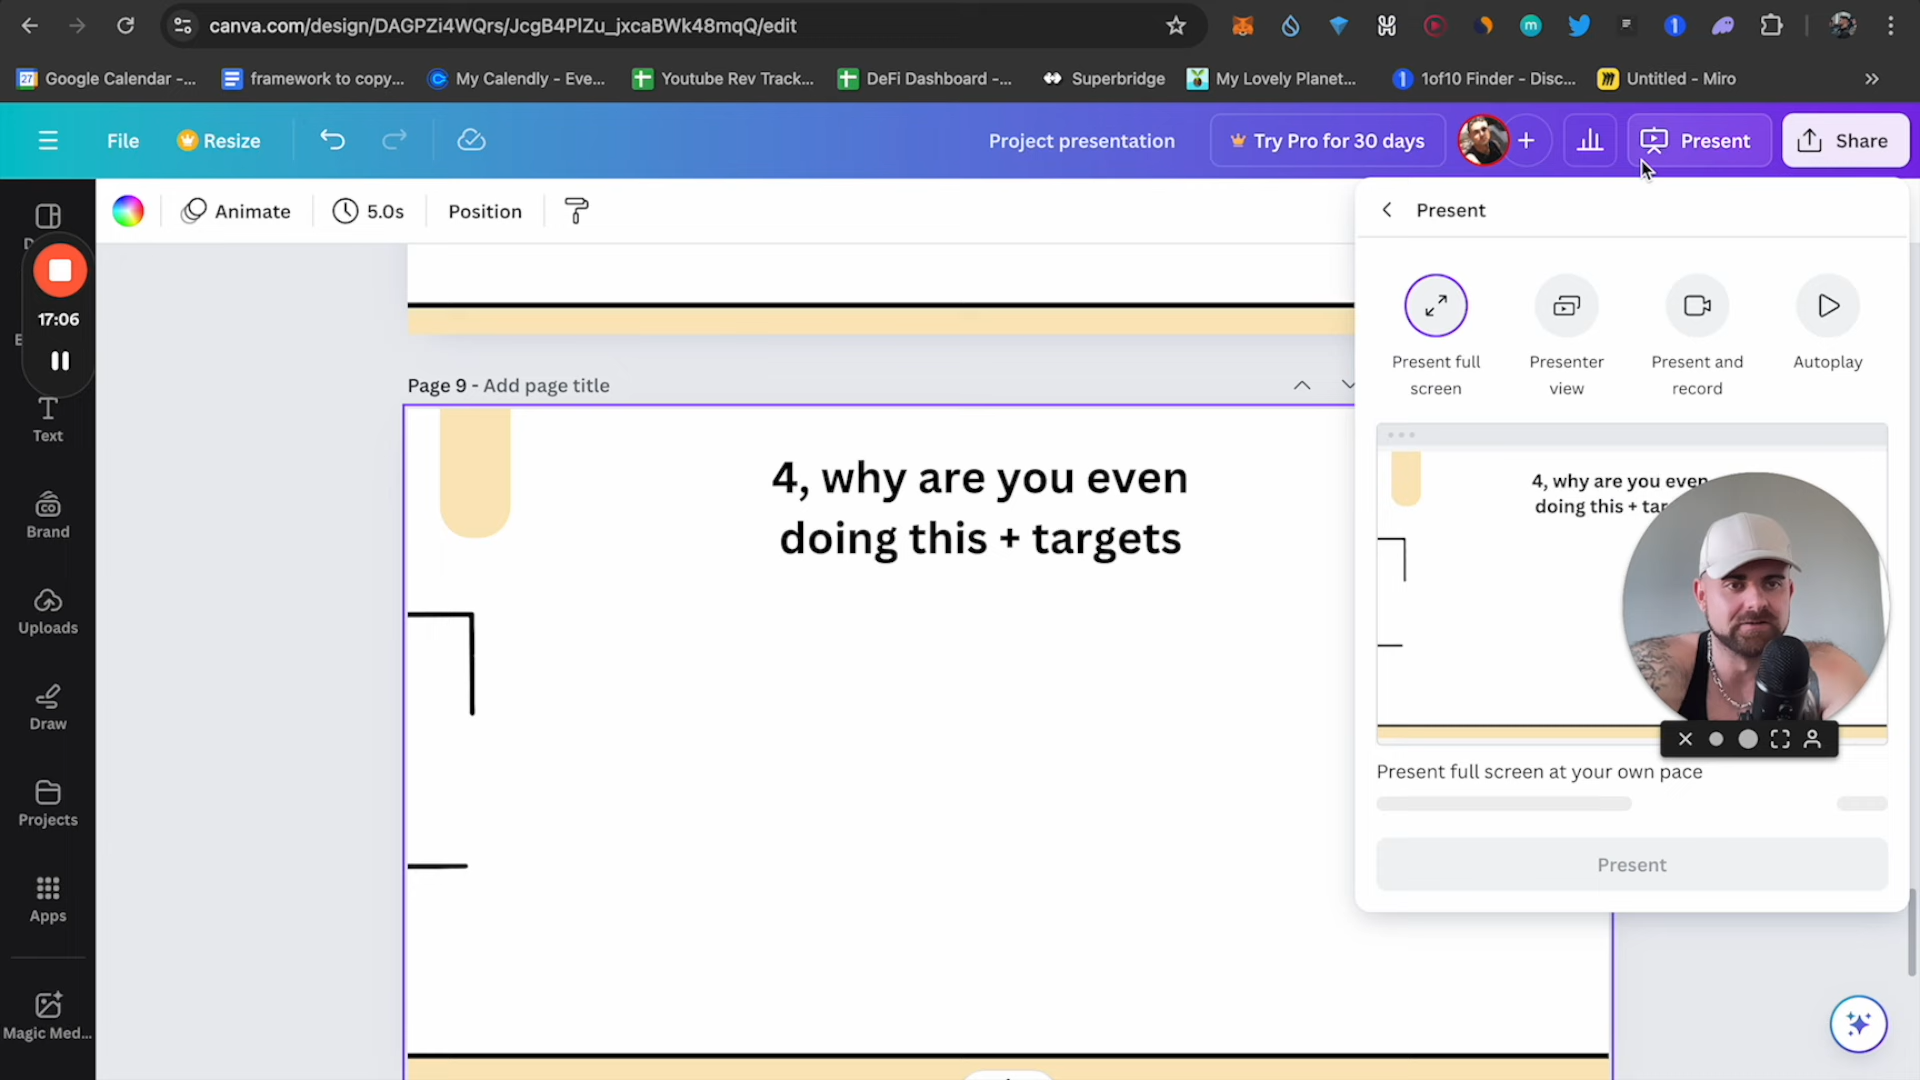 canva.com/design/DAGPZi4WQrs/JcgB4PlZu_jxcaBWk48mqQ/edit
27 Google Calendar -...
framework to copy...
My Calendly - Eve...
Youtube Rev Track...
DeFi Dashboard -...
Superbridge
My Lovely Planet...
1of10 Finder - Disc...
Untitled - Miro
File
Resize
Project presentation
Try Pro for 30 days
Present
Share
Animate
5.0s
Position
17:06
Text
Brand
Uploads
Draw
Projects
Apps
Magic Med...
Page 9 - Add page title
4, why are you even
doing this + targets
Present
Present full
screen
Presenter
view
Present and
record
Autoplay
4, why are you even
doing this + tar
Present full screen at your own pace
Present